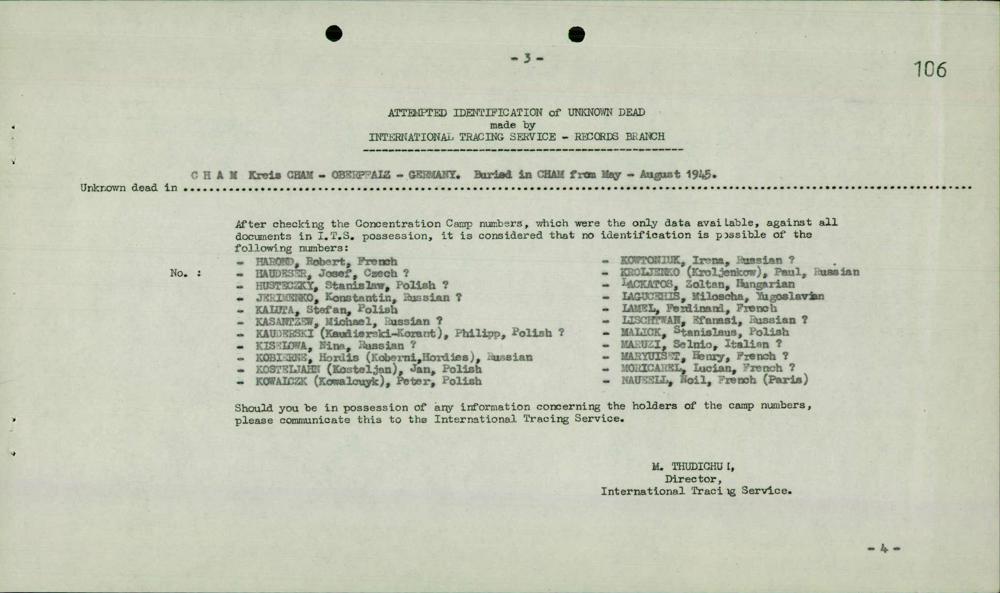 - 3 -
106
ATTEMPTED IDENTIFICATION of UNKNOWN DEAD
made by
INTERNATIONAL TRACING SERVICE - RECORDS BRANCH
C H A M Kreis CHAM - OBERPFALZ - GERMANY. Buried in CHAM from May - August 1945.
Unknown dead in
After checking the Concentration Camp numbers, which were the only data available, against all
documents in I.T.S. possession, it is considered that no identification is possible of the
following numbers:
No. :
- HAROND, Robert, French
- HAUDESER, Josef, Czech ?
- HUSTECZKY, Stanislaw, Polish ?
- JERIMENKO, Konstantin, Russian ?
- KALUTA, Stefan, Polish
- KASANTZEW, Michael, Russian ?
- KAUDERSKI (Kaudierski-Korant), Philipp, Polish ?
- KISELOWA, Nina, Russian ?
- KOBIERNE, Hordis (Koberni,Hordies), Russian
- KOSTELJAHN (Kosteljan), Jan, Polish
- KOWALCZK (Kowalcuyk), Peter, Polish
- KOWTONIUK, Irena, Russian ?
- KROLJENKO (Kroljenkow), Paul, Russian
- LACKATOS, Zoltan, Hungarian
- Miloscha, Yugoslavian
- LAMEL, Ferdinand, French
- LISCHTWAN, Efanasi, Russian ?
- MALICK, Stanislaus, Polish
- MARUZI, Selnio, Italien ?
- MARYUISET, Henry, French ?
- MORICAREL, Lucian, French ?
- Noil, French (Paris)
Should you be in possession of any information concerning the holders of the camp numbers,
please communicate this to the International Tracing Service.
M. THUDICHUM,
Director,
International Tracing Service.
- 4 -